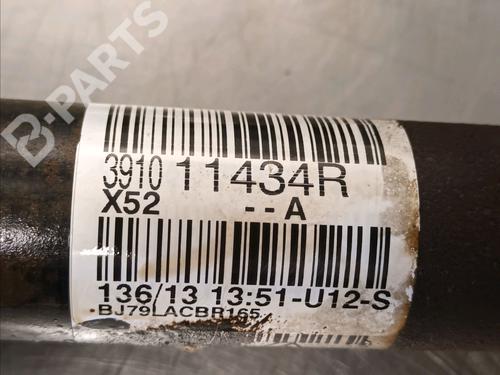 B-PARTS
3910 11434R
X52 -- A
136/13 13:51-U12-S
BJ79LACBR165